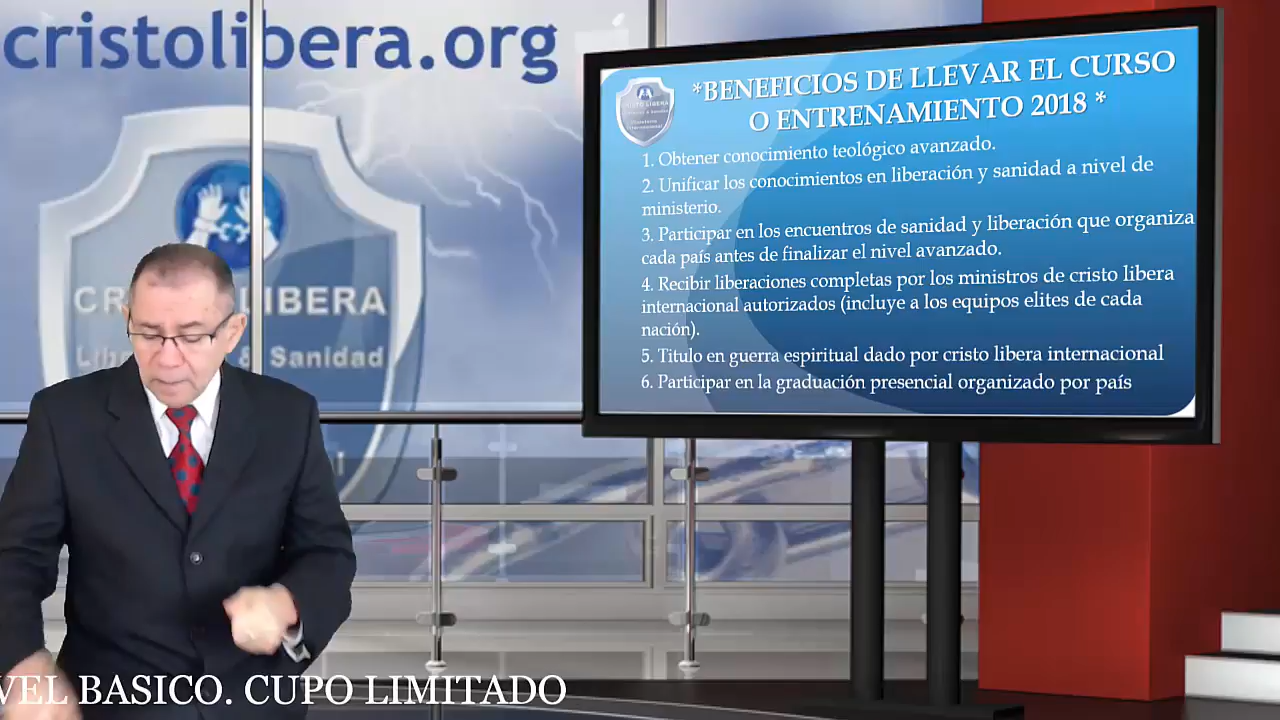 cristolibera.org
CR
LIBERA
& Sanidad
*BENEFICIOS DE LLEVAR EL CURSO
O ENTRENAMIENTO 2018 *
1. Obtener conocimiento teológico avanzado.
2. Unificar los conocimientos en liberación y sanidad a nivel de
ministerio.
3. Participar en los encuentros de sanidad y liberación que organiza
cada país antes de finalizar el nivel avanzado.
4. Recibir liberaciones completas por los ministros de cristo libera
internacional autorizados (incluye a los equipos elites de cada
nación).
5. Titulo en guerra espiritual dado por cristo libera internacional
6. Participar en la graduación presencial organizado por país
VEL BASICO. CUPO LIMITADO